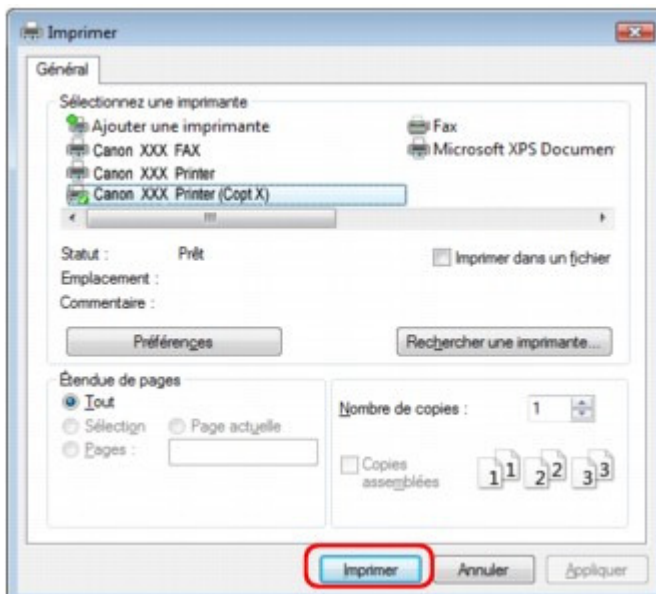 Imprimer
Général
Sélectionnez une imprimante
Ajouter une imprimante
Fax
Canon XXX FAX
Microsoft XPS Documen
Canon XXX Printer
Canon XXX Printer (Copt X)
Statut : Prêt
Imprimer dans un fichier
Emplacement :
Commentaire :
Préférences
Rechercher une imprimante...
Étendue de pages
Tout
Nombre de copies : 1
Sélection Page actuelle
Pages :
Copies
assemblées
1 1 2 2 3 3
Imprimer Annuler Appliquer